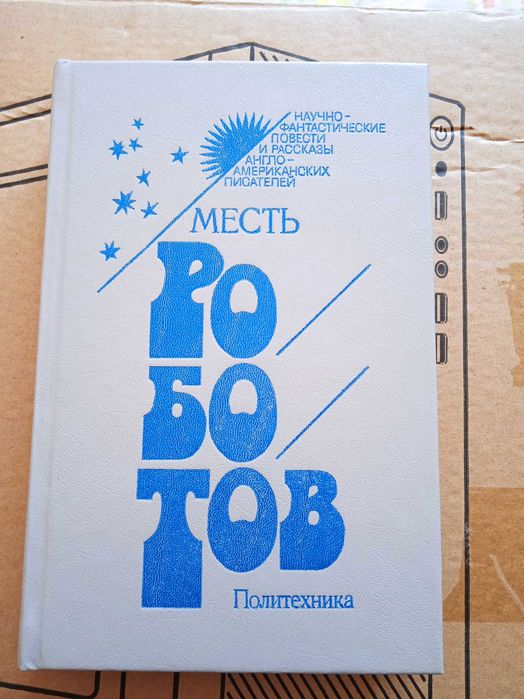 НАУЧНО-
ФАНТАСТИЧЕСКИЕ
ПОВЕСТИ
И РАССКАЗЫ
АНГЛО-
АМЕРИКАНСКИХ
ПИСАТЕЛЕЙ
МЕСТЬ
РО/
БО/
ТОВ
Политехника